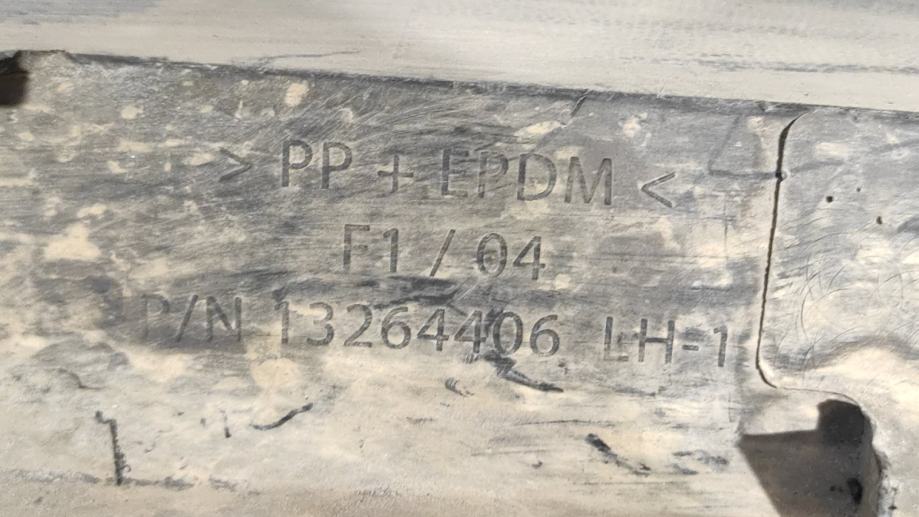 > PP + EPDM <
F1 / 04
P/N 13264406 LH-1